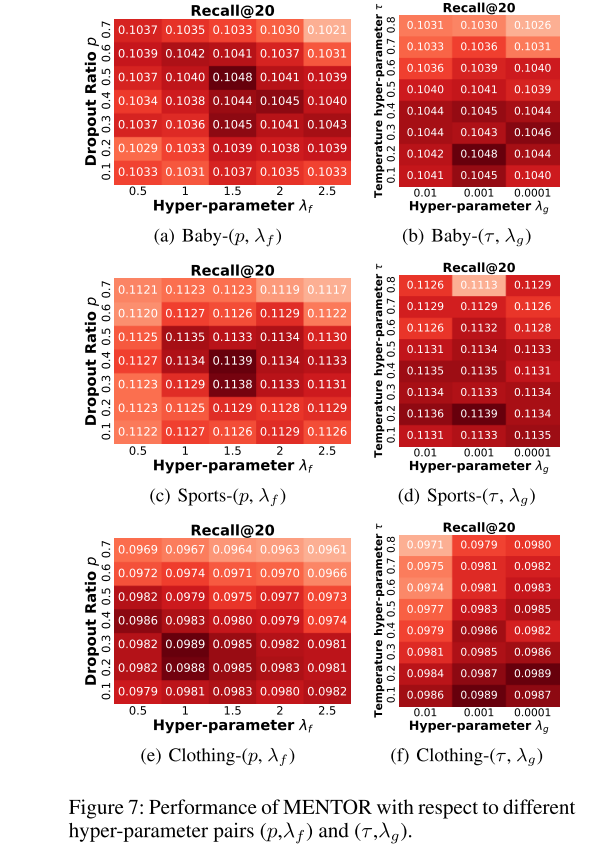 Recall@20
Dropout Ratio p
0.7 0.1037 0.1035 0.1033 0.1030 0.1021
0.6 0.1039 0.1042 0.1041 0.1037 0.1031
0.5 0.1037 0.1040 0.1048 0.1041 0.1039
0.4 0.1034 0.1038 0.1044 0.1045 0.1040
0.3 0.1037 0.1036 0.1045 0.1041 0.1043
0.2 0.1029 0.1033 0.1039 0.1038 0.1039
0.1 0.1033 0.1031 0.1037 0.1035 0.1033
0.5 1 1.5 2 2.5
Hyper-parameter λf
(a) Baby-(p, λf)
Recall@20
Temperature hyper-parameter τ
0.8 0.1031 0.1030 0.1026
0.7 0.1033 0.1036 0.1031
0.6 0.1036 0.1039 0.1040
0.5 0.1040 0.1041 0.1039
0.4 0.1044 0.1045 0.1044
0.3 0.1044 0.1043 0.1046
0.2 0.1042 0.1048 0.1044
0.1 0.1041 0.1045 0.1040
0.01 0.001 0.0001
Hyper-parameter λg
(b) Baby-(τ, λg)
Recall@20
Dropout Ratio p
0.7 0.1121 0.1123 0.1123 0.1119 0.1117
0.6 0.1120 0.1127 0.1126 0.1129 0.1122
0.5 0.1125 0.1135 0.1133 0.1134 0.1130
0.4 0.1127 0.1134 0.1139 0.1134 0.1133
0.3 0.1123 0.1129 0.1138 0.1133 0.1131
0.2 0.1123 0.1125 0.1129 0.1128 0.1129
0.1 0.1122 0.1127 0.1126 0.1129 0.1126
0.5 1 1.5 2 2.5
Hyper-parameter λf
(c) Sports-(p, λf)
Recall@20
Temperature hyper-parameter τ
0.8 0.1126 0.1113 0.1129
0.7 0.1129 0.1129 0.1126
0.6 0.1126 0.1132 0.1128
0.5 0.1131 0.1134 0.1133
0.4 0.1135 0.1135 0.1131
0.3 0.1134 0.1133 0.1134
0.2 0.1136 0.1139 0.1134
0.1 0.1131 0.1133 0.1135
0.01 0.001 0.0001
Hyper-parameter λg
(d) Sports-(τ, λg)
Recall@20
Dropout Ratio p
0.7 0.0969 0.0967 0.0964 0.0963 0.0961
0.6 0.0972 0.0974 0.0971 0.0970 0.0966
0.5 0.0982 0.0979 0.0975 0.0977 0.0973
0.4 0.0986 0.0983 0.0980 0.0979 0.0974
0.3 0.0982 0.0989 0.0985 0.0982 0.0981
0.2 0.0982 0.0988 0.0985 0.0983 0.0981
0.1 0.0979 0.0981 0.0983 0.0980 0.0982
0.5 1 1.5 2 2.5
Hyper-parameter λf
(e) Clothing-(p, λf)
Recall@20
Temperature hyper-parameter τ
0.8 0.0971 0.0979 0.0980
0.7 0.0975 0.0981 0.0982
0.6 0.0974 0.0981 0.0983
0.5 0.0977 0.0983 0.0985
0.4 0.0979 0.0986 0.0982
0.3 0.0981 0.0985 0.0986
0.2 0.0984 0.0987 0.0989
0.1 0.0986 0.0989 0.0987
0.01 0.001 0.0001
Hyper-parameter λg
(f) Clothing-(τ, λg)
Figure 7: Performance of MENTOR with respect to different
hyper-parameter pairs (p,λf) and (τ,λg).